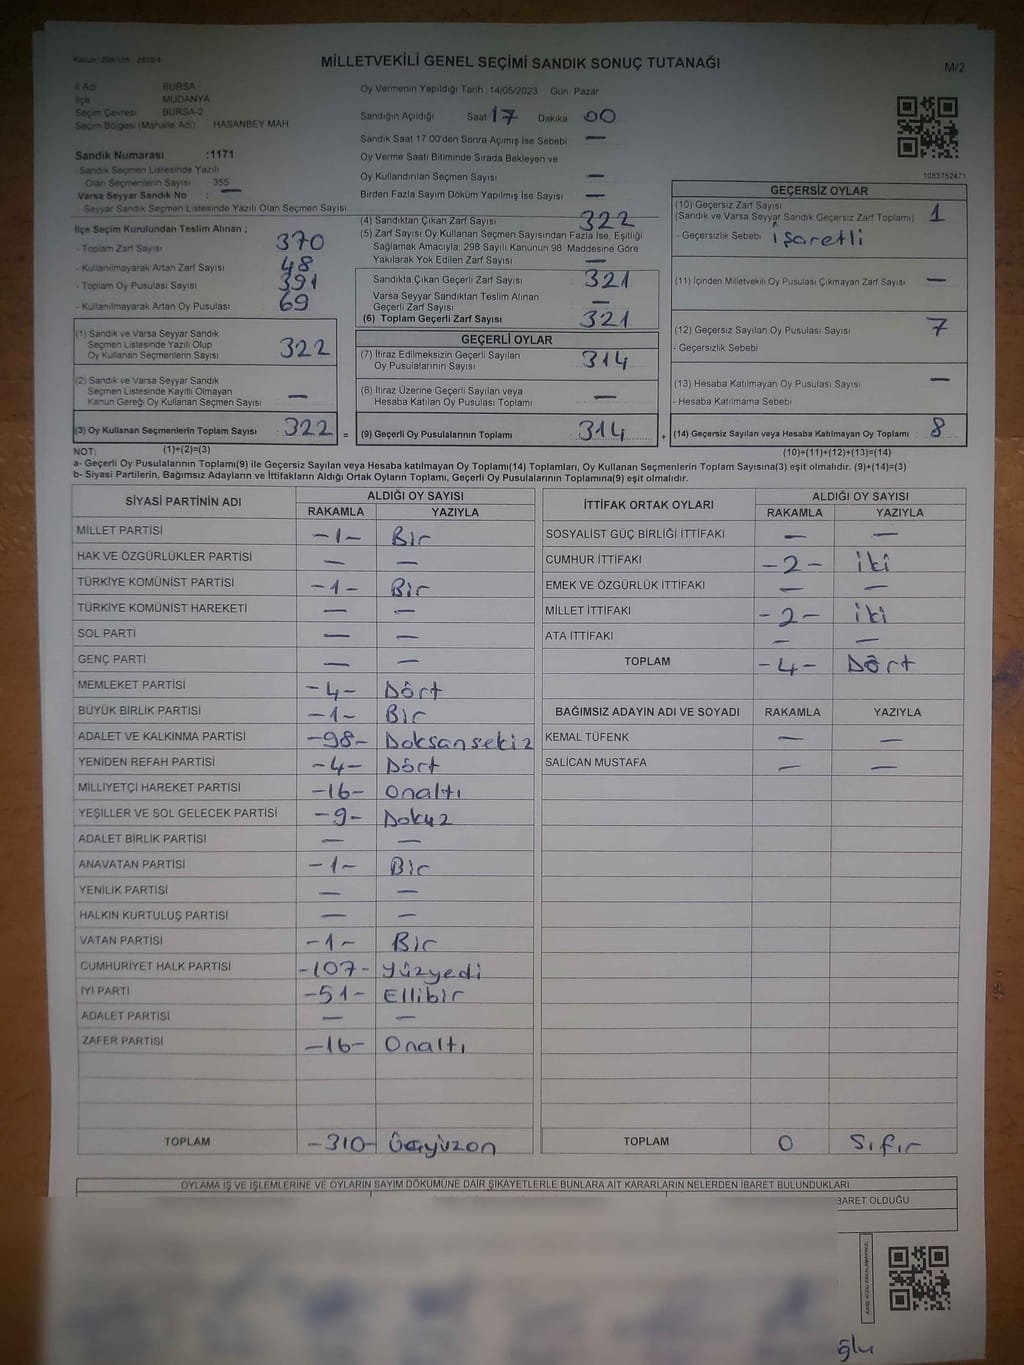 Kanun: 298/105 2839/4
MİLLETVEKİLİ GENEL SEÇİMİ SANDIK SONUÇ TUTANAĞI
M/2
İl Adı BURSA
İlçe MUDANYA
Seçim Çevresi BURSA-2
Seçim Bölgesi (Mahalle Adı) HASANBEY MAH
Sandık Numarası :1171
Sandık Seçmen Listesinde Yazılı
Olan Seçmenlerin Sayısı : 355
Varsa Seyyar Sandık No : —
Seyyar Sandık Seçmen Listesinde Yazılı Olan Seçmen Sayısı
Oy Vermenin Yapıldığı Tarih 14/05/2023 Gün: Pazar
Sandığın Açıldığı Saat 17 Dakika 00
Sandık Saat 17:00'den Sonra Açımış İse Sebebi —
Oy Verme Saati Bitiminde Sırada Bekleyen ve
Oy Kullandırılan Seçmen Sayısı —
Birden Fazla Sayım Döküm Yapılmış İse Sayısı —
1083752471
İlçe Seçim Kurulundan Teslim Alınan ;
- Toplam Zarf Sayısı 370
- Kullanılmayarak Artan Zarf Sayısı 48
- Toplam Oy Pusulası Sayısı 391
- Kullanılmayarak Artan Oy Pusulası 69
(1) Sandık ve Varsa Seyyar Sandık
Seçmen Listesinde Yazılı Olup
Oy Kullanan Seçmenlerin Sayısı 322
(2) Sandık ve Varsa Seyyar Sandık
Seçmen Listesinde Kayıtlı Olmayan
Kanun Gereği Oy Kullanan Seçmen Sayısı —
(3) Oy Kullanan Seçmenlerin Toplam Sayısı : 322 =
(4) Sandıktan Çıkan Zarf Sayısı 322
(5) Zarf Sayısı Oy Kullanan Seçmen Sayısından Fazla İse, Eşitliği
Sağlamak Amacıyla, 298 Sayılı Kanunun 98. Maddesine Göre
Yakılarak Yok Edilen Zarf Sayısı —
Sandıkta Çıkan Geçerli Zarf Sayısı 321
Varsa Seyyar Sandıktan Teslim Alınan
Geçerli Zarf Sayısı —
(6) Toplam Geçerli Zarf Sayısı 321
GEÇERLİ OYLAR
(7) İtiraz Edilmeksizin Geçerli Sayılan
Oy Pusulalarının Sayısı 314
(8) İtiraz Üzerine Geçerli Sayılan veya
Hesaba Katılan Oy Pusulası Toplamı —
(9) Geçerli Oy Pusulalarının Toplamı 314 +
GEÇERSİZ OYLAR
(10) Geçersiz Zarf Sayısı
(Sandık ve Varsa Seyyar Sandık Geçersiz Zarf Toplamı) 1
- Geçersizlik Sebebi işaretli
(11) İçinden Milletvekili Oy Pusulası Çıkmayan Zarf Sayısı —
(12) Geçersiz Sayılan Oy Pusulası Sayısı 7
- Geçersizlik Sebebi
(13) Hesaba Katılmayan Oy Pusulası Sayısı —
- Hesaba Katılmama Sebebi
(14) Geçersiz Sayılan veya Hesaba Katılmayan Oy Toplamı : 8
NOT: (1)+(2)=(3)
(10)+(11)+(12)+(13)=(14)
a- Geçerli Oy Pusulalarının Toplamı(9) ile Geçersiz Sayılan veya Hesaba katılmayan Oy Toplamı(14) Toplamları, Oy Kullanan Seçmenlerin Toplam Sayısına(3) eşit olmalıdır. (9)+(14)=(3)
b- Siyasi Partilerin, Bağımsız Adayların ve İttifakların Aldığı Ortak Oyların Toplamı, Geçerli Oy Pusulalarının Toplamına(9) eşit olmalıdır.
SİYASİ PARTİNİN ADI ALDIĞI OY SAYISI
RAKAMLA YAZIYLA
MİLLET PARTİSİ -1- Bir
HAK VE ÖZGÜRLÜKLER PARTİSİ — —
TÜRKİYE KOMÜNİST PARTİSİ -1- Bir
TÜRKİYE KOMÜNİST HAREKETİ — —
SOL PARTİ — —
GENÇ PARTİ — —
MEMLEKET PARTİSİ -4- Dört
BÜYÜK BİRLİK PARTİSİ -1- Bir
ADALET VE KALKINMA PARTİSİ -98- Doksansekiz
YENİDEN REFAH PARTİSİ -4- Dört
MİLLİYETÇİ HAREKET PARTİSİ -16- Onaltı
YEŞİLLER VE SOL GELECEK PARTİSİ -9- Dokuz
ADALET BİRLİK PARTİSİ — —
ANAVATAN PARTİSİ -1- Bir
YENİLİK PARTİSİ — —
HALKIN KURTULUŞ PARTİSİ — —
VATAN PARTİSİ -1- Bir
CUMHURİYET HALK PARTİSİ -107- Yüzyedi
İYİ PARTİ -51- Ellibir
ADALET PARTİSİ — —
ZAFER PARTİSİ -16- Onaltı
TOPLAM -310- Üçyüzon
İTTİFAK ORTAK OYLARI ALDIĞI OY SAYISI
RAKAMLA YAZIYLA
SOSYALİST GÜÇ BİRLİĞİ İTTİFAKI — —
CUMHUR İTTİFAKI -2- iki
EMEK VE ÖZGÜRLÜK İTTİFAKI — —
MİLLET İTTİFAKI -2- iki
ATA İTTİFAKI — —
TOPLAM -4- Dört
BAĞIMSIZ ADAYIN ADI VE SOYADI RAKAMLA YAZIYLA
KEMAL TÜFENK — —
SALİCAN MUSTAFA — —
TOPLAM 0 Sıfır
OYLAMA İŞ VE İŞLEMLERİNE VE OYLARIN SAYIM DÖKÜMÜNE DAİR ŞİKAYETLERLE BUNLARA AİT KARARLARIN NELERDEN İBARET BULUNDUKLARI
BARET OLDUĞU
oğlu